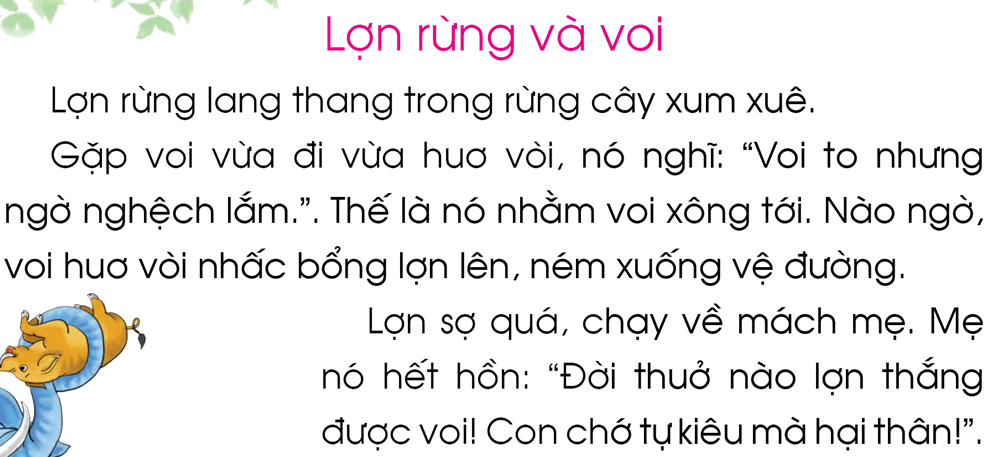 Lợn rừng và voi
Lợn rừng lang thang trong rừng cây xum xuê.
Gặp voi vừa đi vừa huơ vòi, nó nghĩ: “Voi to nhưng
ngờ nghệch lắm.”. Thế là nó nhằm voi xông tới. Nào ngờ,
voi huơ vòi nhấc bổng lợn lên, ném xuống vệ đường.
Lợn sợ quá, chạy về mách mẹ. Mẹ
nó hết hồn: “Đời thuở nào lợn thắng
được voi! Con chớ tự kiêu mà hại thân!”.